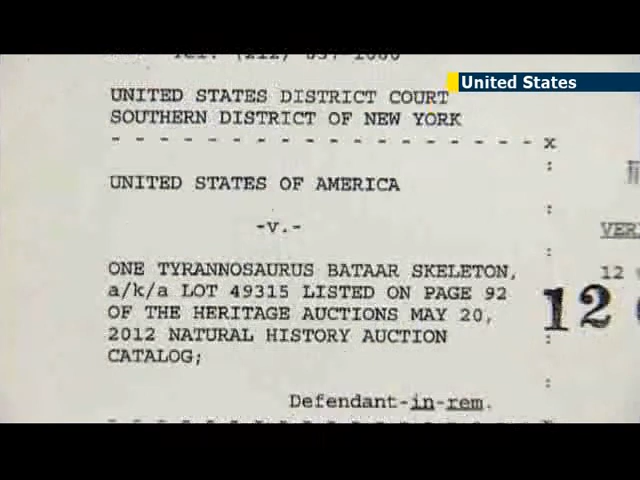 United States
UNITED STATES DISTRICT COURT
SOUTHERN DISTRICT OF NEW YORK
- - - - - - - - - - - - - - - - - - x
UNITED STATES OF AMERICA
-v.-
ONE TYRANNOSAURUS BATAAR SKELETON,
a/k/a LOT 49315 LISTED ON PAGE 92
OF THE HERITAGE AUCTIONS MAY 20,
2012 NATURAL HISTORY AUCTION
CATALOG;
Defendant-in-rem.
VERI
12
12